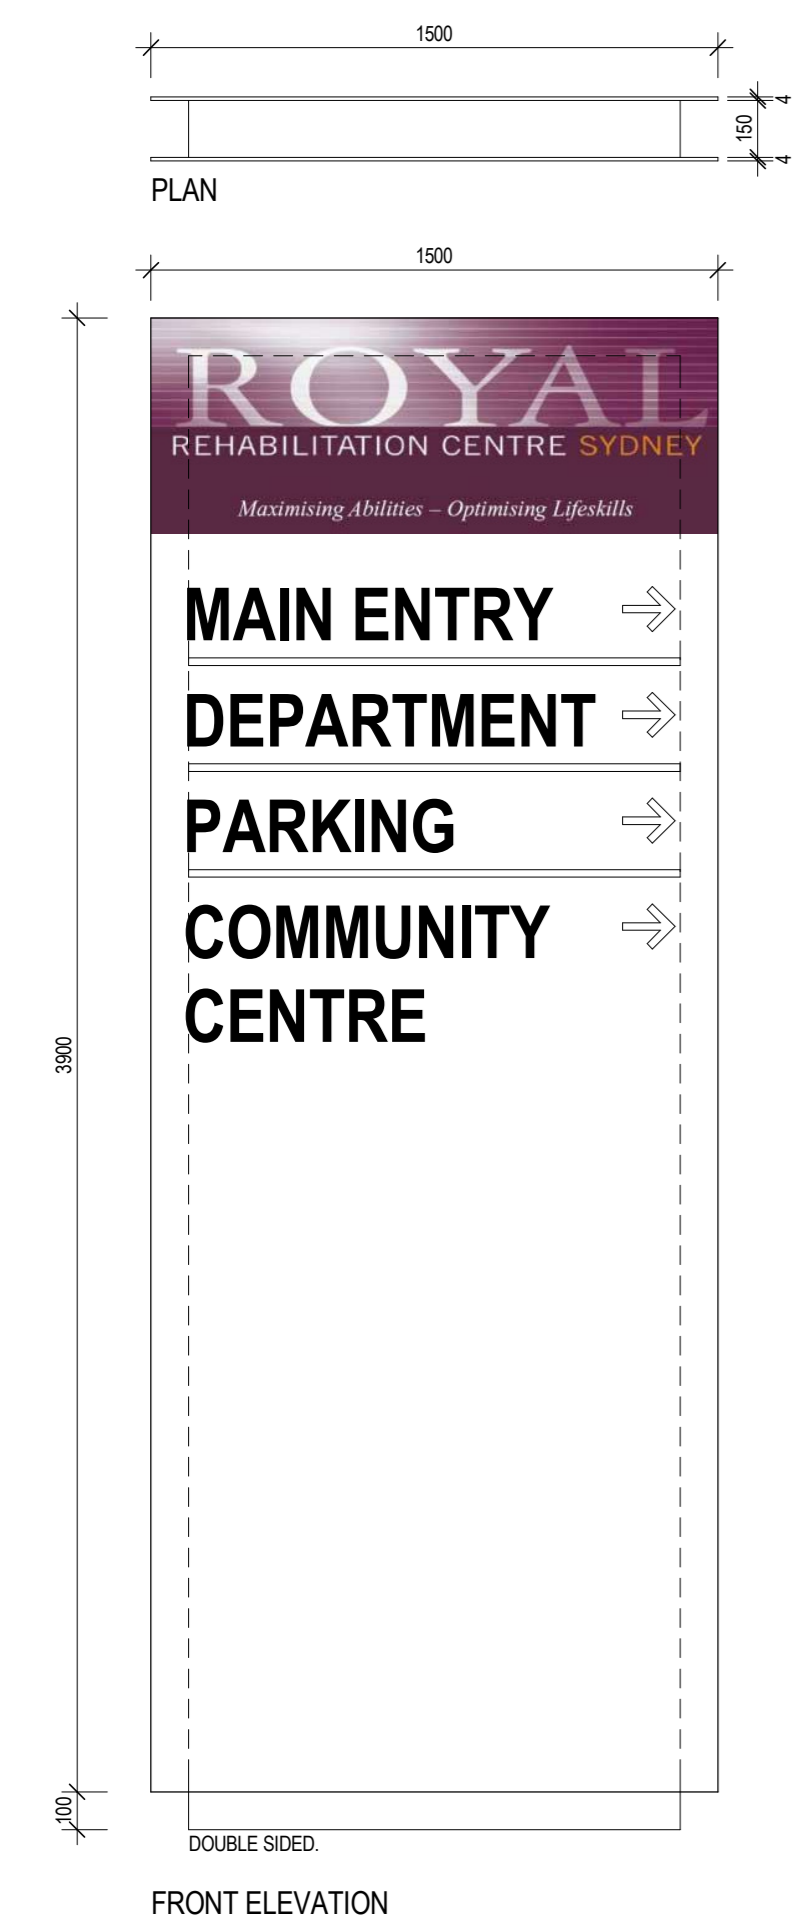 1500
4
150
4
PLAN
1500
ROYAL
REHABILITATION CENTRE SYDNEY
Maximising Abilities – Optimising Lifeskills
MAIN ENTRY
DEPARTMENT
PARKING
COMMUNITY
CENTRE
3900
100
DOUBLE SIDED.
FRONT ELEVATION